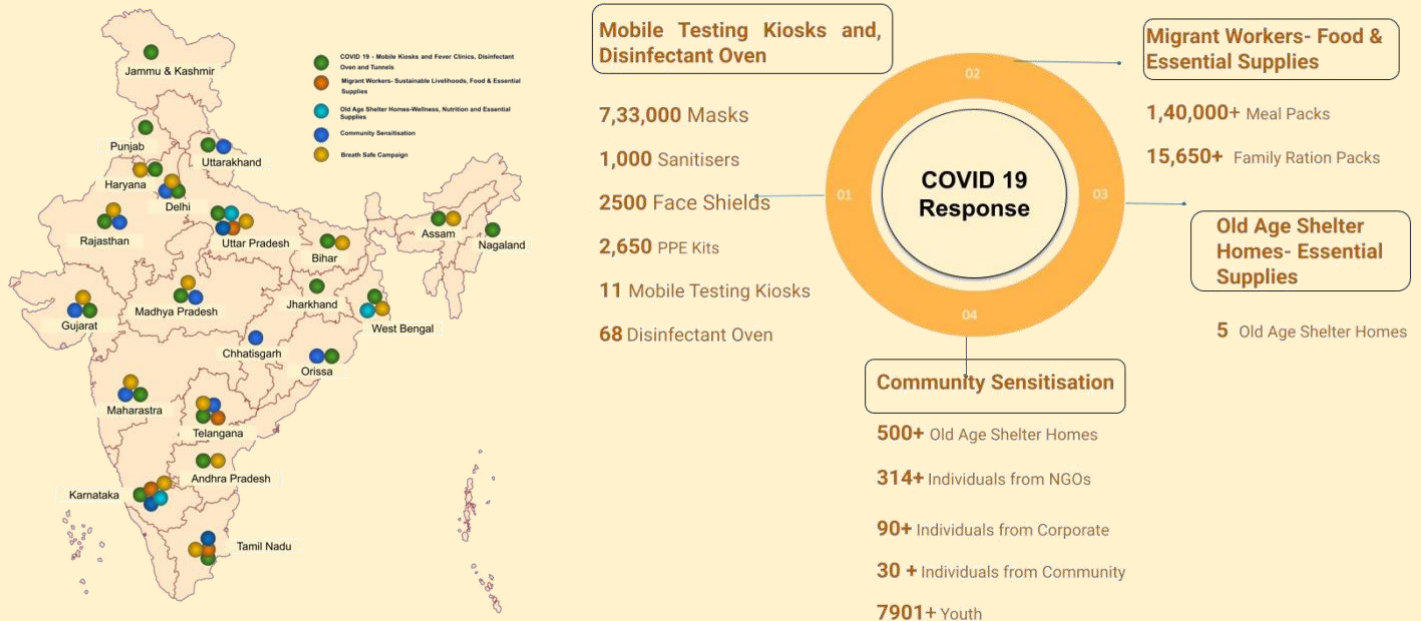 Jammu & Kashmir
Punjab
Uttarakhand
Haryana
Delhi
Rajasthan
Uttar Pradesh
Bihar
Assam
Nagaland
Jharkhand
Madhya Pradesh
Gujarat
West Bengal
Chhatisgarh
Orissa
Maharastra
Telangana
Andhra Pradesh
Karnataka
Tamil Nadu
COVID 19 - Mobile Kiosks and Fever Clinics, Disinfectant
Oven and Tunnels
Migrant Workers- Sustainable Livelihoods, Food & Essential
Supplies
Old Age Shelter Homes-Wellness, Nutrition and Essential
Supplies
Community Sensitisation
Breath Safe Campaign
Mobile Testing Kiosks and,
Disinfectant Oven
7,33,000 Masks
1,000 Sanitisers
2500 Face Shields
2,650 PPE Kits
11 Mobile Testing Kiosks
68 Disinfectant Oven
02
01
03
04
COVID 19
Response
Migrant Workers- Food &
Essential Supplies
1,40,000+ Meal Packs
15,650+ Family Ration Packs
Old Age Shelter
Homes- Essential
Supplies
5 Old Age Shelter Homes
Community Sensitisation
500+ Old Age Shelter Homes
314+ Individuals from NGOs
90+ Individuals from Corporate
30 + Individuals from Community
7901+ Youth